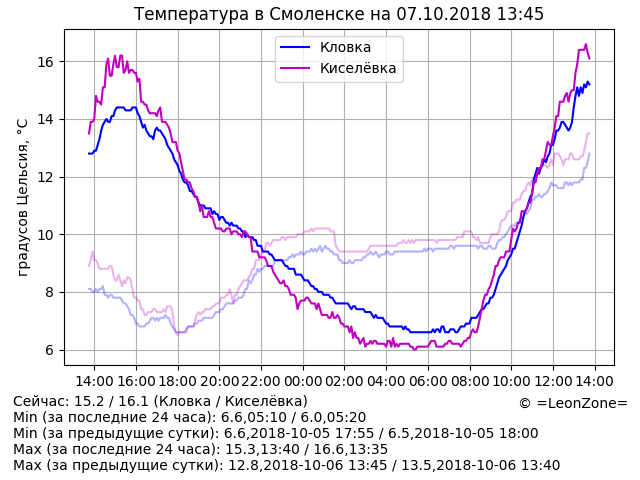 Температура в Смоленске на 07.10.2018 13:45
Кловка
Киселёвка
градусов Цельсия, °C
16
14
12
10
8
6
14:00 16:00 18:00 20:00 22:00 00:00 02:00 04:00 06:00 08:00 10:00 12:00 14:00
Сейчас: 15.2 / 16.1 (Кловка / Киселёвка)
© =LeonZone=
Min (за последние 24 часа): 6.6,05:10 / 6.0,05:20
Min (за предыдущие сутки): 6.6,2018-10-05 17:55 / 6.5,2018-10-05 18:00
Max (за последние 24 часа): 15.3,13:40 / 16.6,13:35
Max (за предыдущие сутки): 12.8,2018-10-06 13:45 / 13.5,2018-10-06 13:40